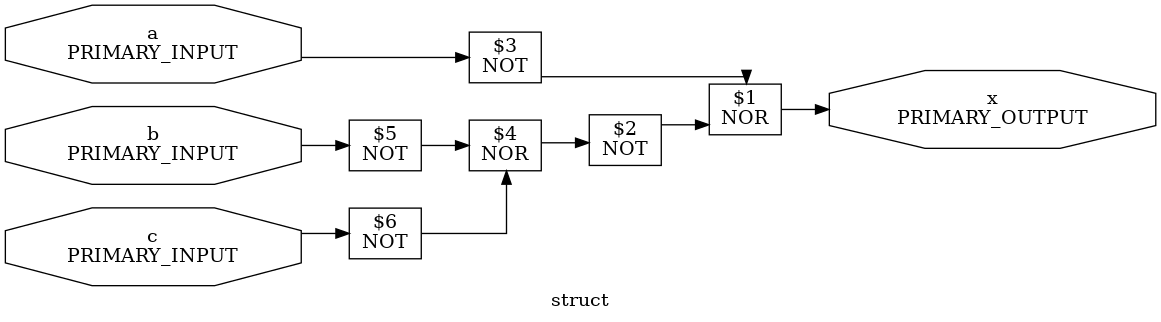 a
PRIMARY_INPUT
$3
NOT
b
PRIMARY_INPUT
$5
NOT
$4
NOR
$2
NOT
$1
NOR
x
PRIMARY_OUTPUT
c
PRIMARY_INPUT
$6
NOT
struct